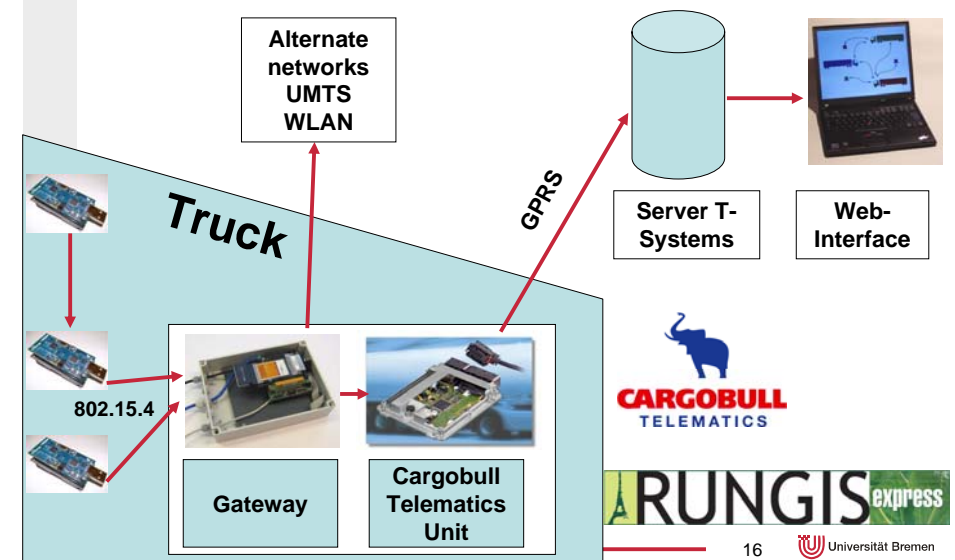 Alternate
networks
UMTS
WLAN
Truck
GPRS
Server T-
Systems
Web-
Interface
802.15.4
Gateway
Cargobull
Telematics
Unit
CARGOBULL
TELEMATICS
RUNGIS express
16
Universität Bremen